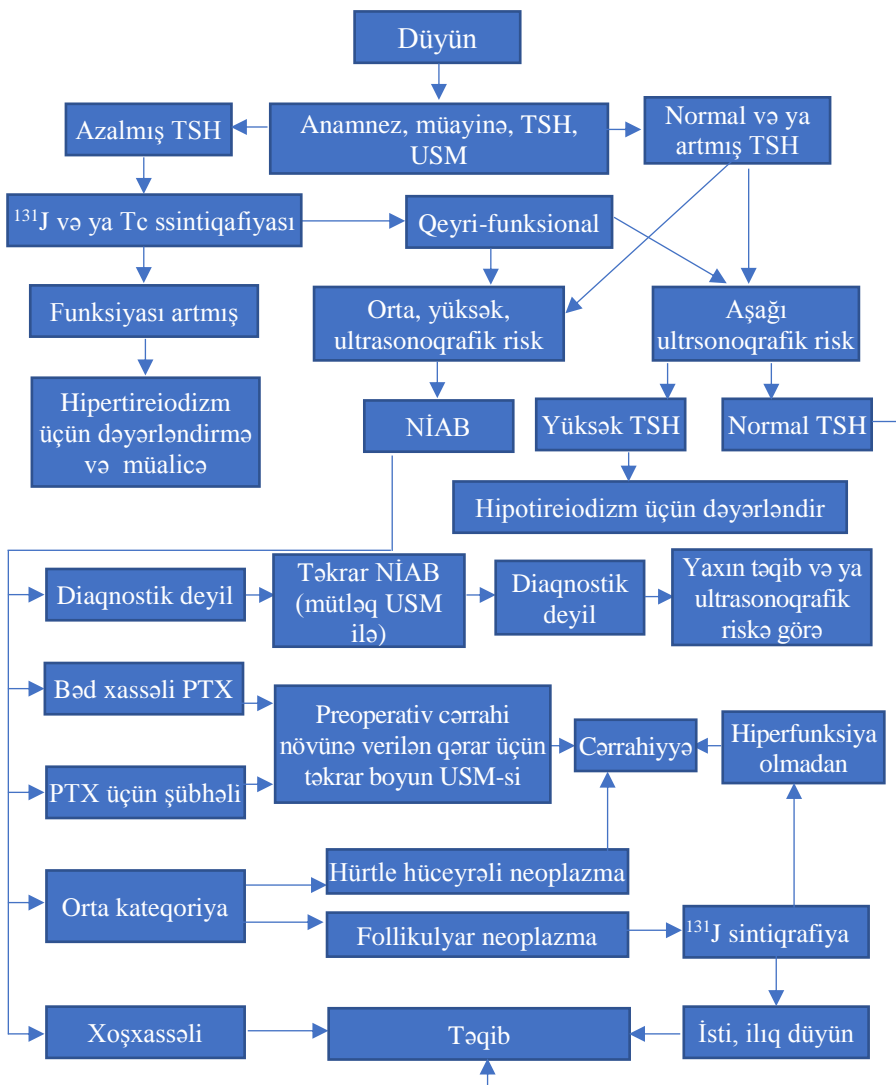 Düyün
Azalmış TSH
Anamnez, müayinə, TSH,
USM
Normal və ya
artmış TSH
¹³¹J və ya Tc ssintiqafiyası
Qeyri-funksional
Funksiyası artmış
Orta, yüksək,
ultrasonoqrafik risk
Aşağı
ultrsonoqrafik risk
Hipertireiodizm
üçün dəyərləndirmə
və müalicə
NİAB
Yüksək TSH
Normal TSH
Hipotireiodizm üçün dəyərləndir
Diaqnostik deyil
Təkrar NİAB
(mütləq USM
ilə)
Diaqnostik
deyil
Yaxın təqib və ya
ultrasonoqrafik
riskə görə
Bəd xassəli PTX
Preoperativ cərrahi
növünə verilən qərar üçün
təkrar boyun USM-si
Cərrahiyyə
Hiperfunksiya
olmadan
PTX üçün şübhəli
Orta kateqoriya
Hürtle hüceyrəli neoplazma
Follikulyar neoplazma
¹³¹J sintiqrafiya
Xoşxassəli
Təqib
İsti, ilıq düyün